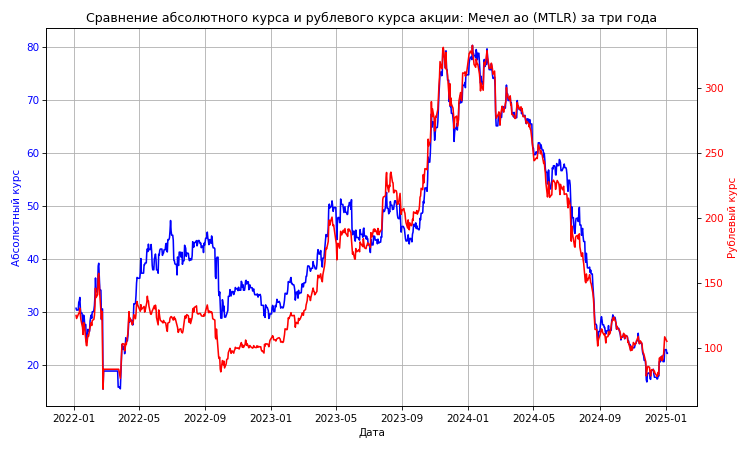 Сравнение абсолютного курса и рублевого курса акции: Мечел ао (MTLR) за три года
80
70
60
50
40
30
20
Абсолютный курс
300
250
200
150
100
Рублевый курс
2022-01 2022-05 2022-09 2023-01 2023-05 2023-09 2024-01 2024-05 2024-09 2025-01
Дата